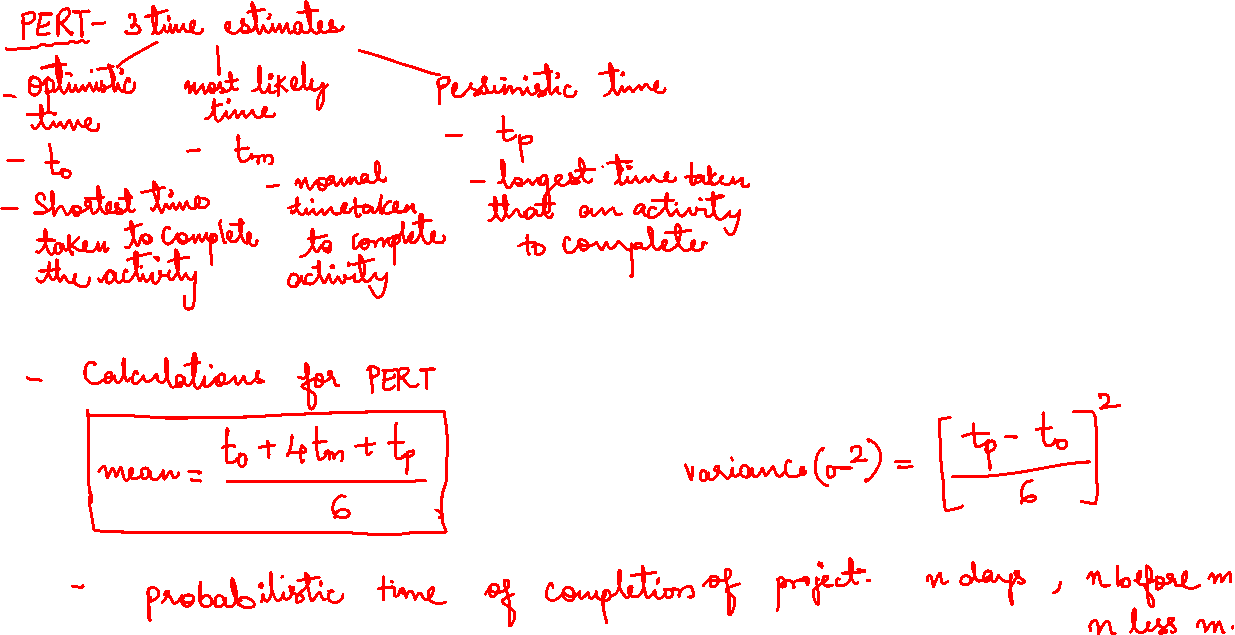 PERT- 3 time estimates
- Optimistic time
- to
- Shortest time
taken to complete
the activity
most likely
time
- tm
- normal
time taken
to complete
activity
Pessimistic time
- tp
- longest time taken
that an activity
to complete
- Calculations for PERT
mean = (to + 4tm + tp) / 6
variance (σ²) = [(tp - to) / 6]²
- probabilistic time of completion of project. n days, n before m
n less m.